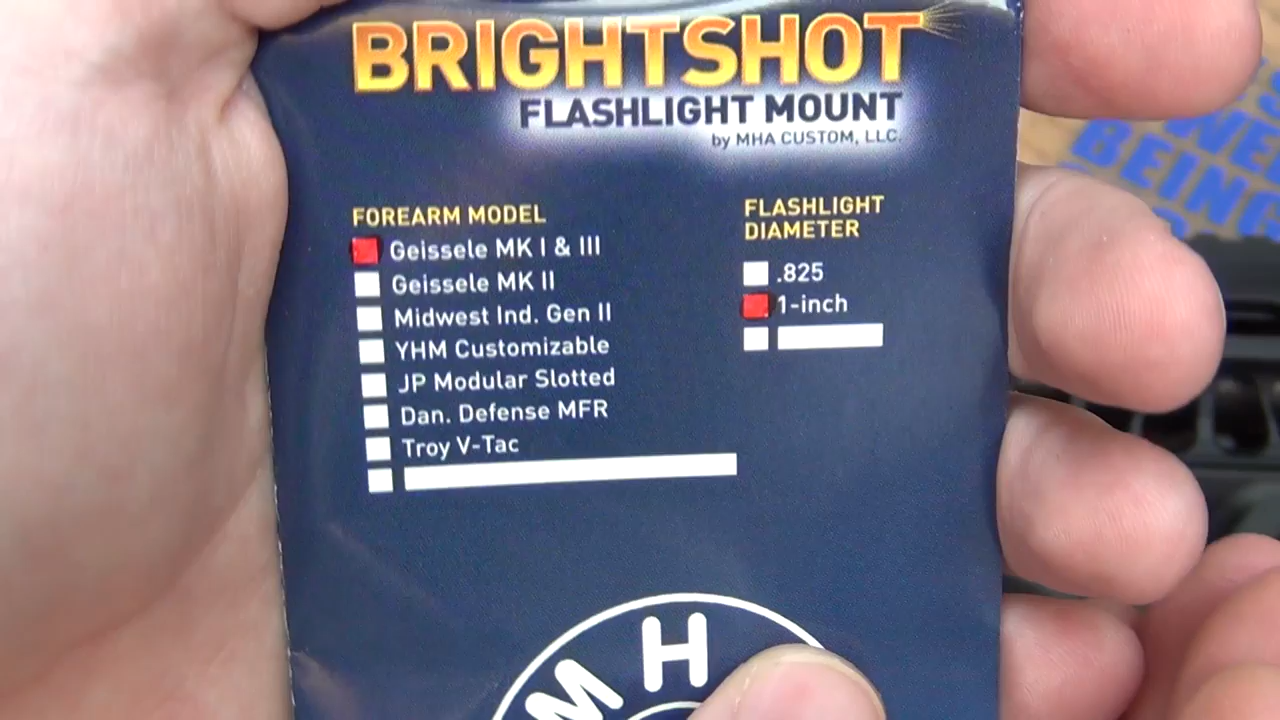 BRIGHTSHOT
FLASHLIGHT MOUNT
by MHA CUSTOM, LLC.
FOREARM MODEL
Geissele MK I & III
Geissele MK II
Midwest Ind. Gen II
YHM Customizable
JP Modular Slotted
Dan. Defense MFR
Troy V-Tac
FLASHLIGHT
DIAMETER
.825
1-inch
M H
BEING